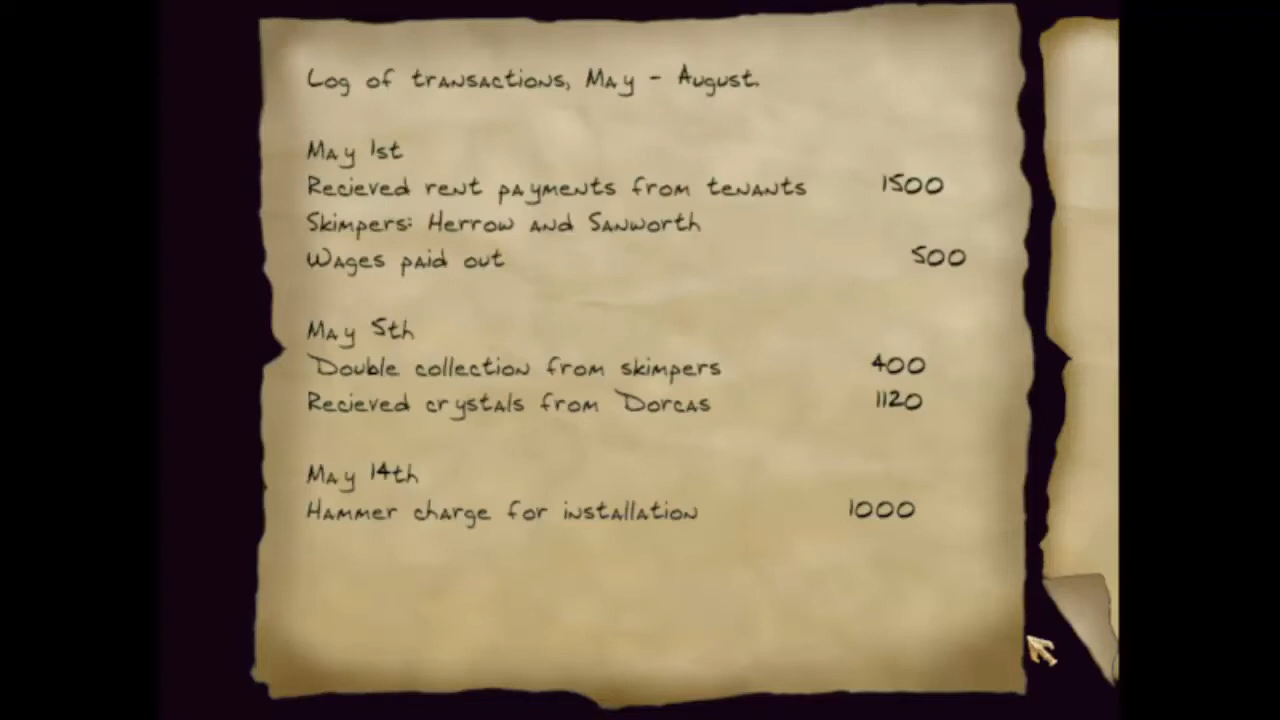 Log of transactions, May - August.
May 1st
Recieved rent payments from tenants 1500
Skimpers: Herrow and Sanworth
Wages paid out 500
May 5th
Double collection from skimpers 400
Recieved crystals from Dorcas 1120
May 14th
Hammer charge for installation 1000